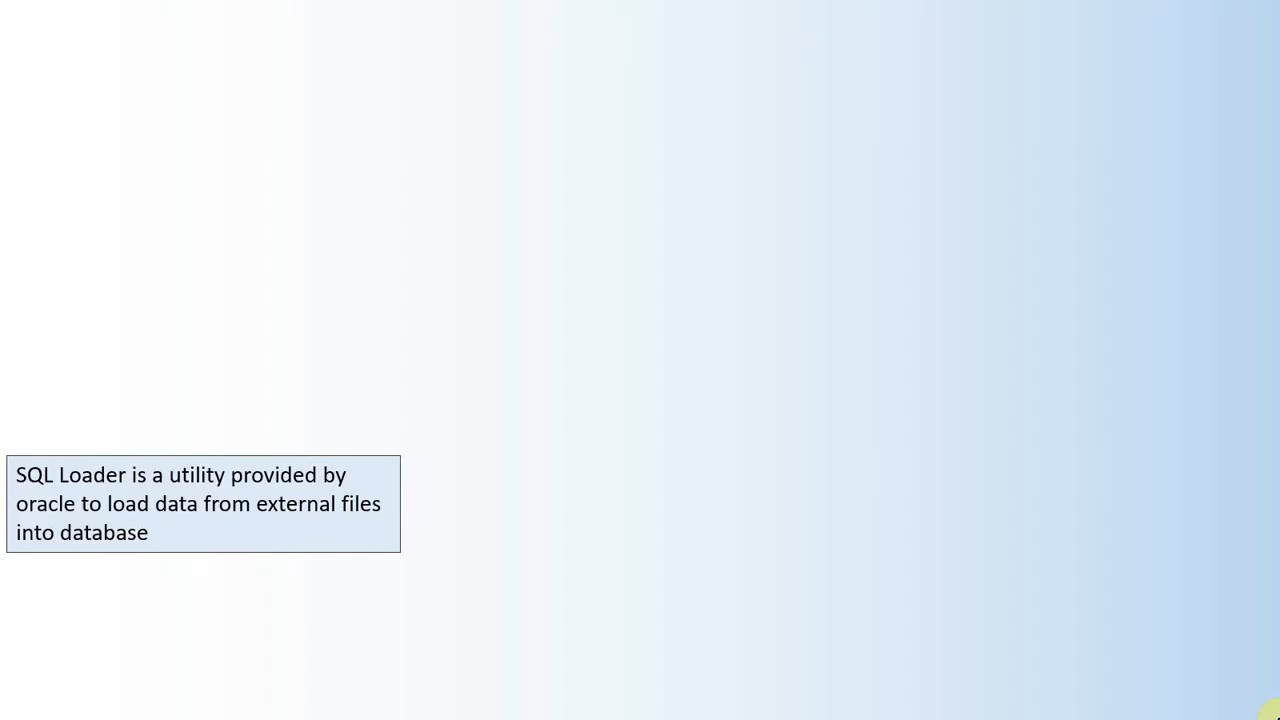 SQL Loader is a utility provided by
oracle to load data from external files
into database